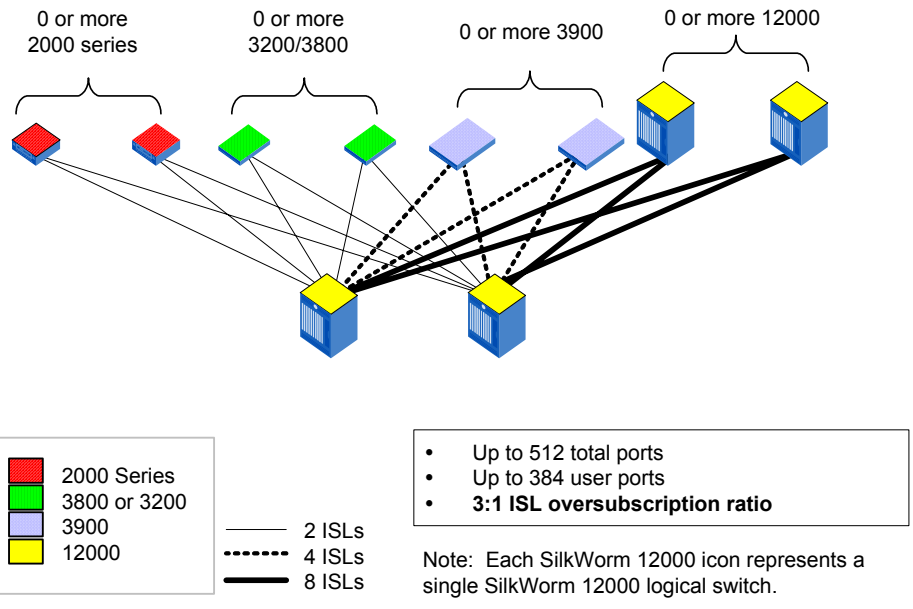 0 or more
2000 series
0 or more
3200/3800
0 or more 3900
0 or more 12000
2000 Series
3800 or 3200
3900
12000
2 ISLs
4 ISLs
8 ISLs
• Up to 512 total ports
• Up to 384 user ports
• 3:1 ISL oversubscription ratio
Note: Each SilkWorm 12000 icon represents a
single SilkWorm 12000 logical switch.